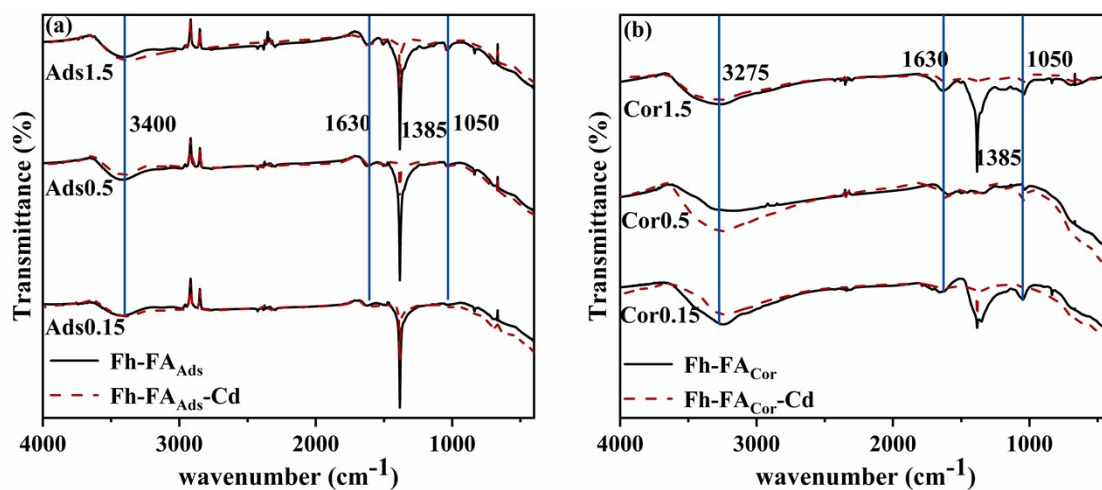 (a)
Ads1.5
3400
1630
1385
1050
Ads0.5
Ads0.15
Fh-FA_Ads
Fh-FA_Ads-Cd
Transmittance (%)
4000 3000 2000 1000
wavenumber (cm⁻¹)
(b)
3275
1630
1050
Cor1.5
1385
Cor0.5
Cor0.15
Fh-FA_Cor
Fh-FA_Cor-Cd
Transmittance (%)
4000 3000 2000 1000
wavenumber (cm⁻¹)